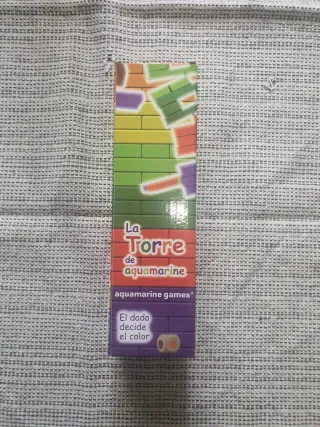 La
Torre
de
aquamarine
aquamarine games®
El dado
decide
el color